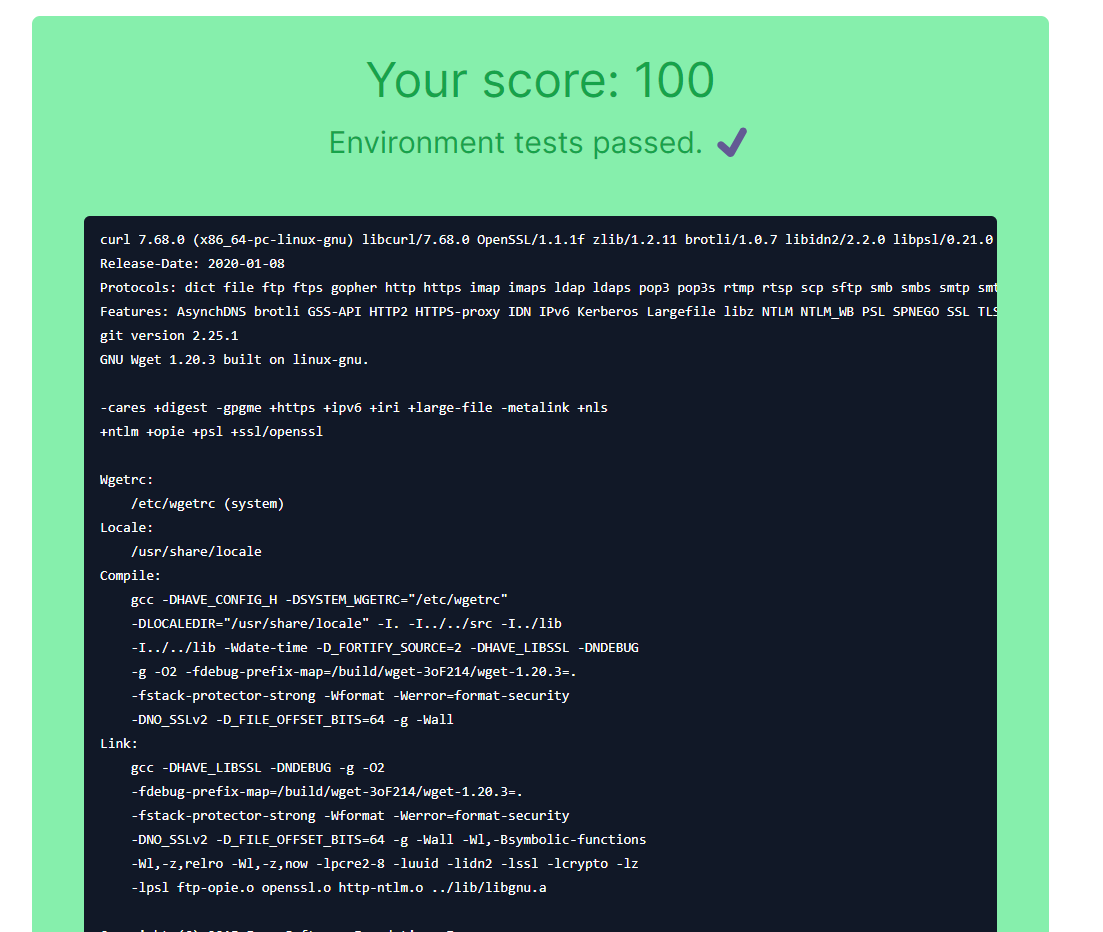 Your score: 100
Environment tests passed.
curl 7.68.0 (x86_64-pc-linux-gnu) libcurl/7.68.0 OpenSSL/1.1.1f zlib/1.2.11 brotli/1.0.7 libidn2/2.2.0 libpsl/0.21.0
Release-Date: 2020-01-08
Protocols: dict file ftp ftps gopher http https imap imaps ldap ldaps pop3 pop3s rtmp rtsp scp sftp smb smbs smtp
Features: AsynchDNS brotli GSS-API HTTP2 HTTPS-proxy IDN IPv6 Kerberos Largefile libz NTLM NTLM_WB PSL SPNEGO SSL
git version 2.25.1
GNU Wget 1.20.3 built on linux-gnu.
-cares +digest -gpgme +https +ipv6 +iri +large-file -metalink +nls
+ntlm +opie +psl +ssl/openssl
Wgetrc:
/etc/wgetrc (system)
Locale:
/usr/share/locale
Compile:
gcc -DHAVE_CONFIG_H -DSYSTEM_WGETRC="/etc/wgetrc"
-DLOCALEDIR="/usr/share/locale" -I. -I../../src -I../lib
-I../../lib -Wdate-time -D_FORTIFY_SOURCE=2 -DHAVE_LIBSSL -DNDEBUG
-g -O2 -fdebug-prefix-map=/build/wget-3oF214/wget-1.20.3=.
-fstack-protector-strong -Wformat -Werror=format-security
-DNO_SSLv2 -D_FILE_OFFSET_BITS=64 -g -Wall
Link:
gcc -DHAVE_LIBSSL -DNDEBUG -g -O2
-fdebug-prefix-map=/build/wget-3oF214/wget-1.20.3=.
-fstack-protector-strong -Wformat -Werror=format-security
-DNO_SSLv2 -D_FILE_OFFSET_BITS=64 -g -Wall -Wl,-Bsymbolic-functions
-Wl,-z,relro -Wl,-z,now -lpcre2-8 -luuid -lidn2 -lssl -lcrypto -lz
-lpsl ftp-opie.o openssl.o http-ntlm.o ../lib/libgnu.a